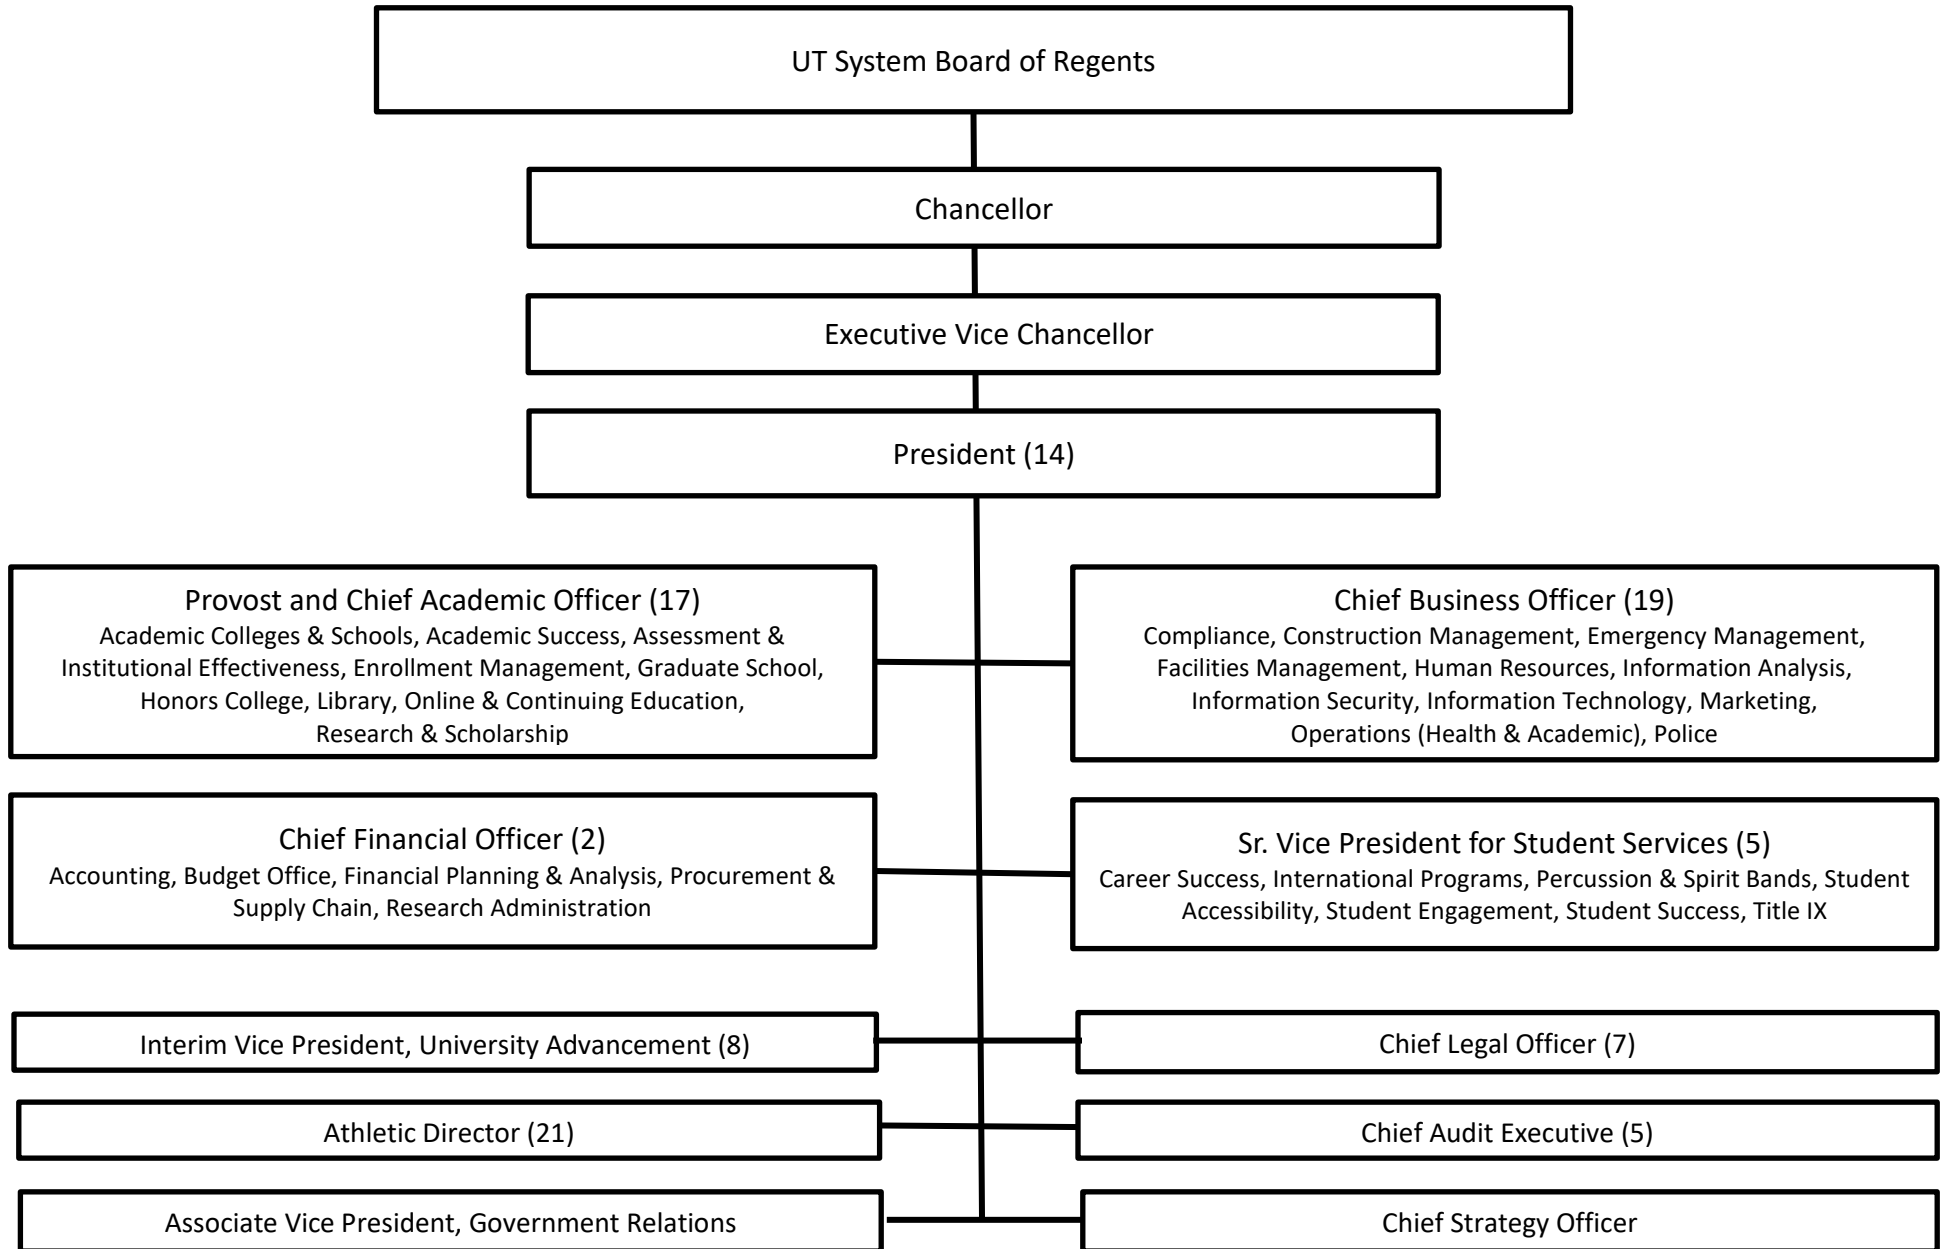 UT System Board of Regents
Chancellor
Executive Vice Chancellor
President (14)
Provost and Chief Academic Officer (17)
Academic Colleges & Schools, Academic Success, Assessment &
Institutional Effectiveness, Enrollment Management, Graduate School,
Honors College, Library, Online & Continuing Education,
Research & Scholarship
Chief Business Officer (19)
Compliance, Construction Management, Emergency Management,
Facilities Management, Human Resources, Information Analysis,
Information Security, Information Technology, Marketing,
Operations (Health & Academic), Police
Chief Financial Officer (2)
Accounting, Budget Office, Financial Planning & Analysis, Procurement &
Supply Chain, Research Administration
Sr. Vice President for Student Services (5)
Career Success, International Programs, Percussion & Spirit Bands, Student
Accessibility, Student Engagement, Student Success, Title IX
Interim Vice President, University Advancement (8)
Chief Legal Officer (7)
Athletic Director (21)
Chief Audit Executive (5)
Associate Vice President, Government Relations
Chief Strategy Officer